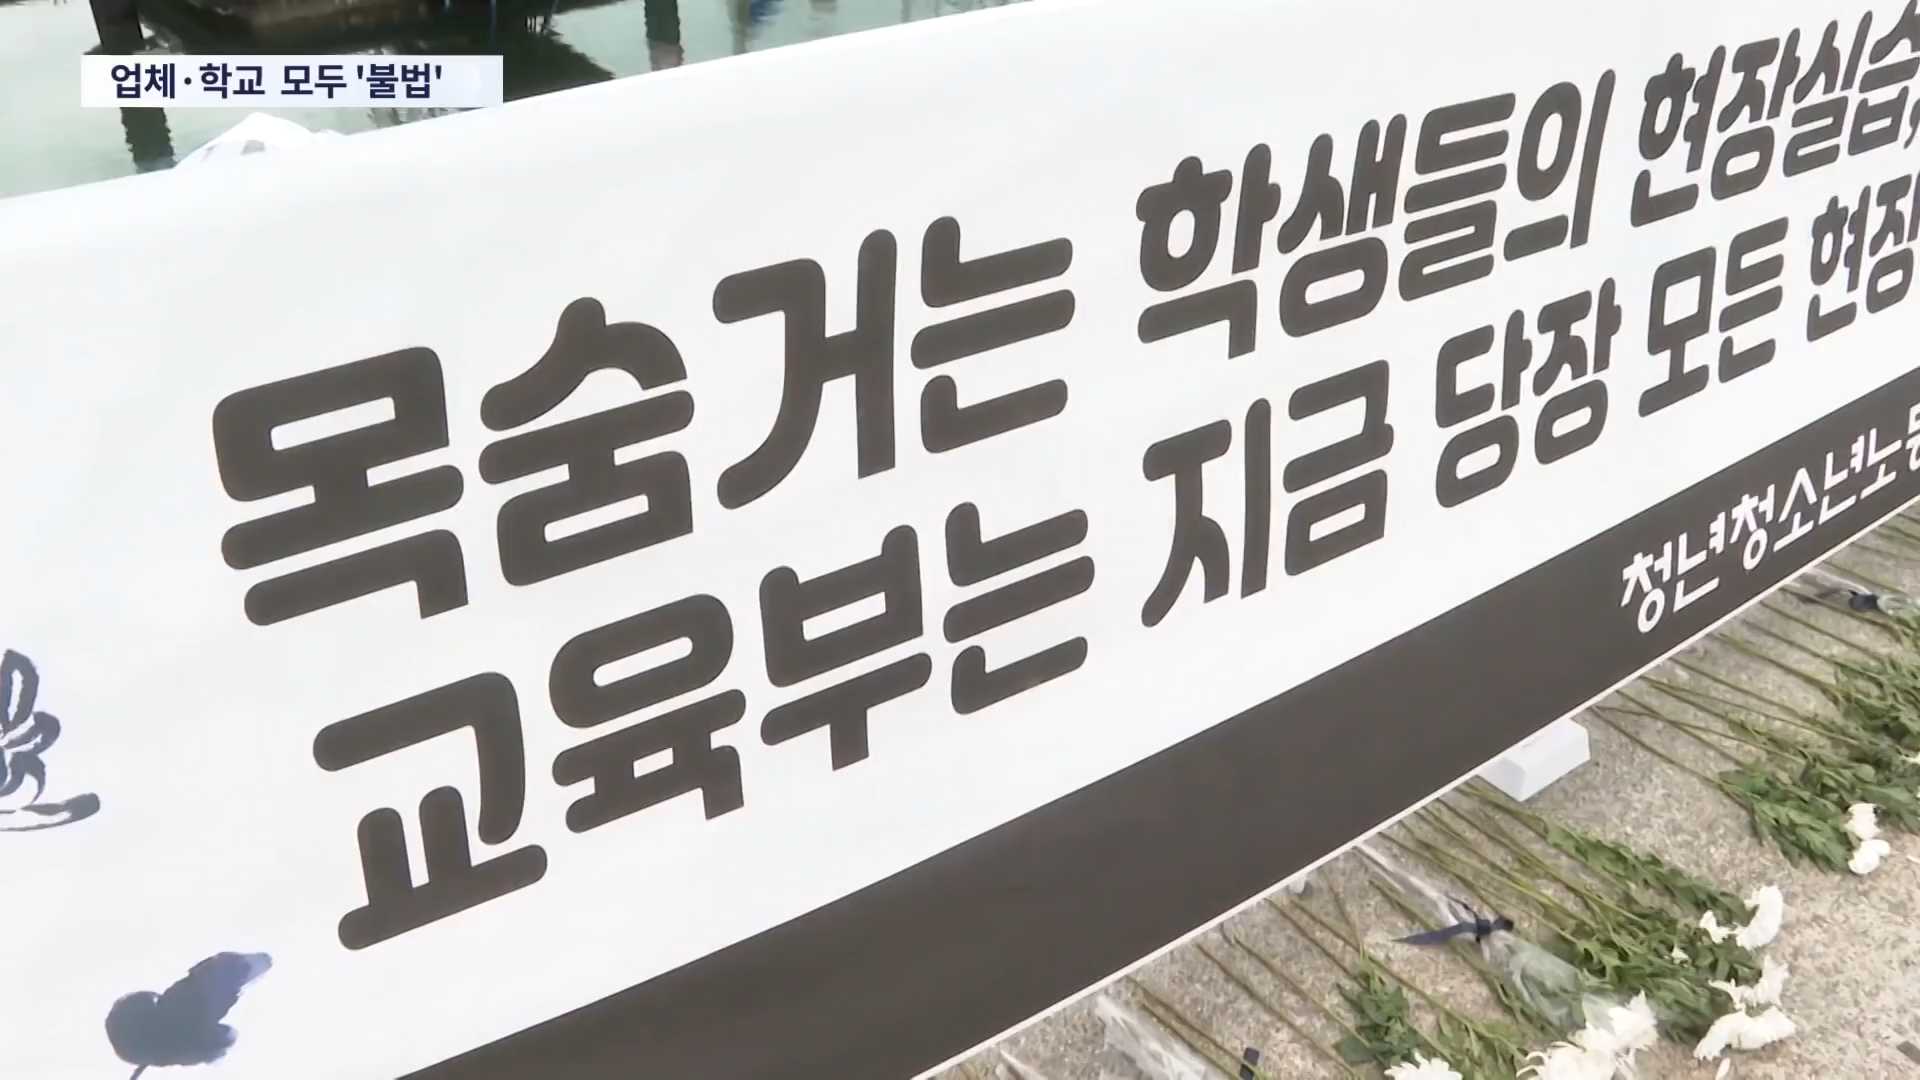 업체·학교 모두 '불법'
목숨거는 학생들의 현장실습,
교육부는 지금 당장 모든 현장
청년청소년노동